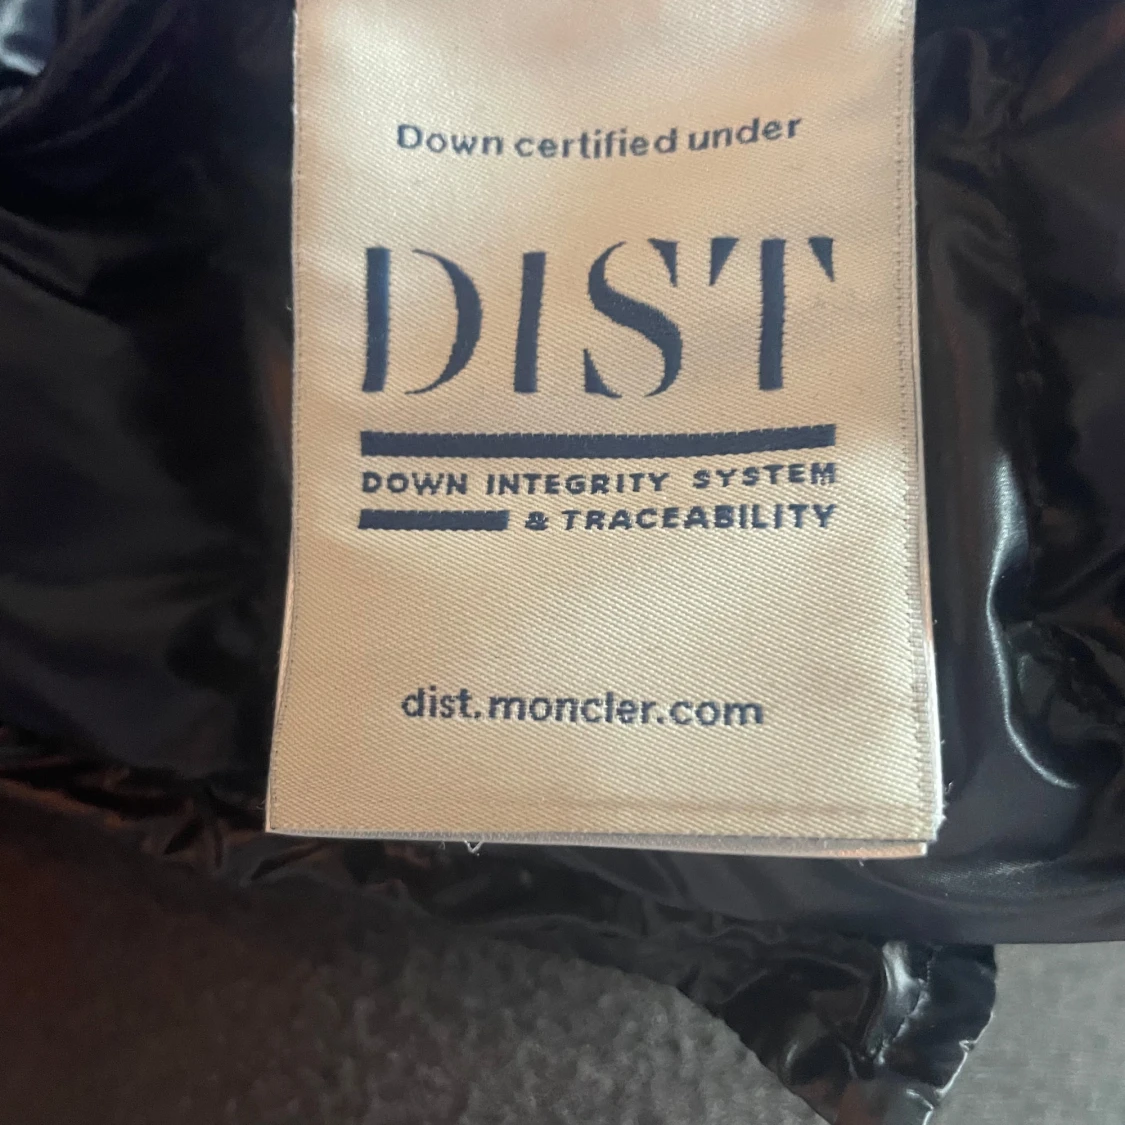 Down certified under
DIST
DOWN INTEGRITY SYSTEM
& TRACEABILITY
dist.moncler.com